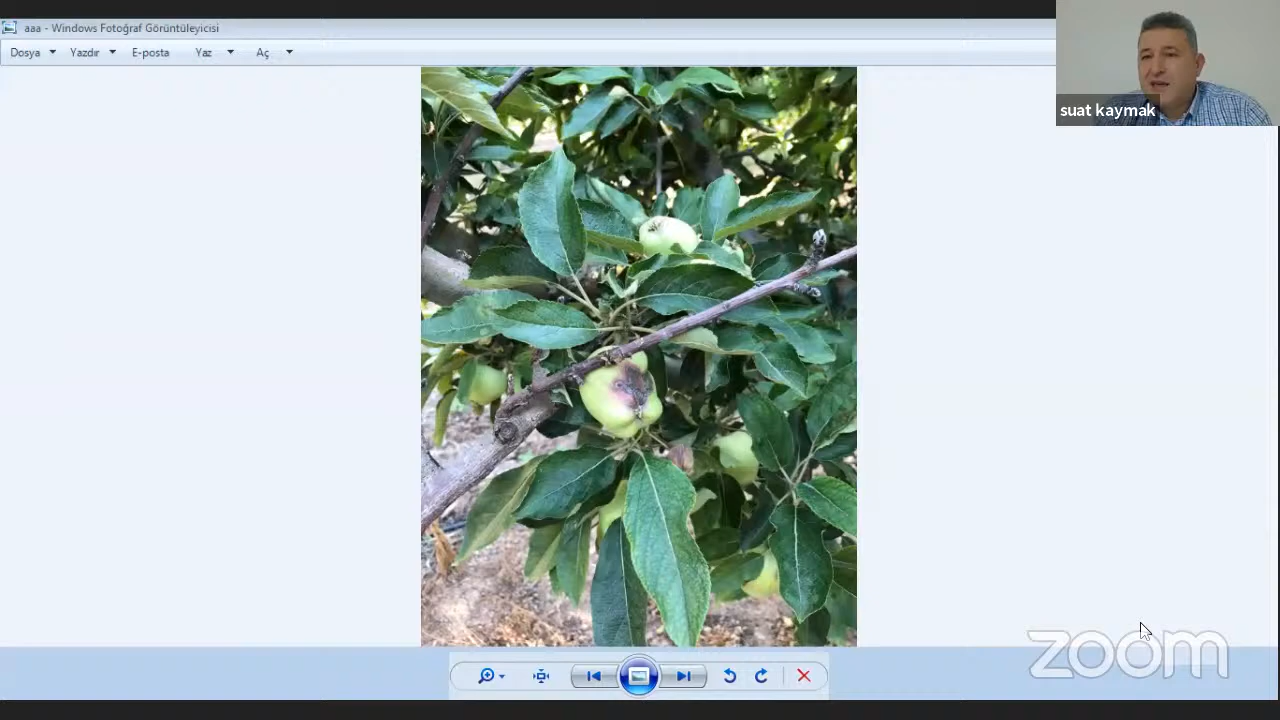 aaa - Windows Fotoğraf Görüntüleyicisi
Dosya Yazdır E-posta Yaz Aç
suat kaymak
zoom